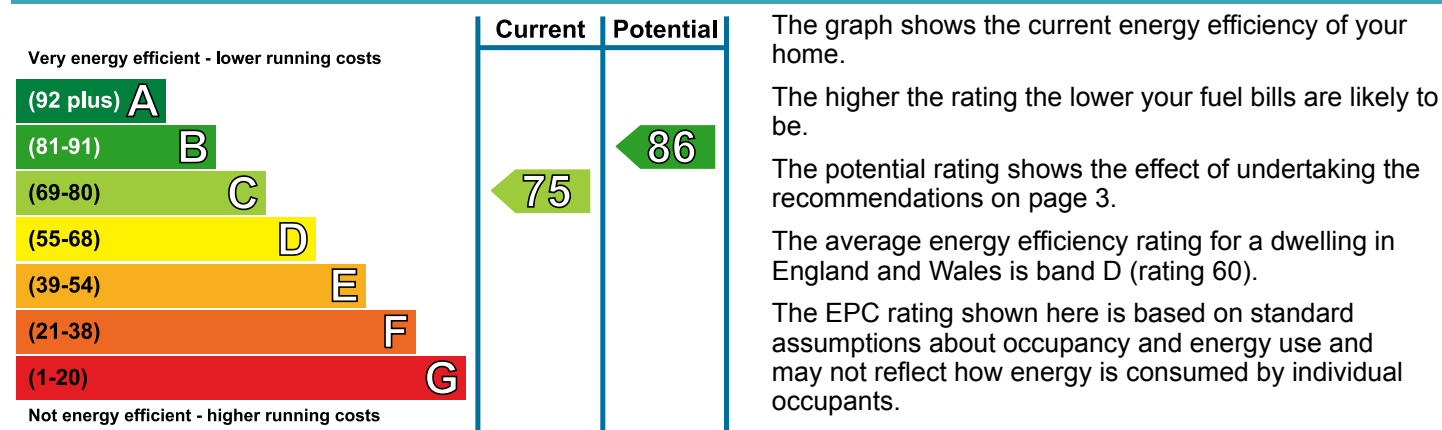 Current Potential
Very energy efficient - lower running costs
(92 plus) A
(81-91) B
(69-80) C
(55-68) D
(39-54) E
(21-38) F
(1-20) G
Not energy efficient - higher running costs
75
86
The graph shows the current energy efficiency of your
home.
The higher the rating the lower your fuel bills are likely to
be.
The potential rating shows the effect of undertaking the
recommendations on page 3.
The average energy efficiency rating for a dwelling in
England and Wales is band D (rating 60).
The EPC rating shown here is based on standard
assumptions about occupancy and energy use and
may not reflect how energy is consumed by individual
occupants.